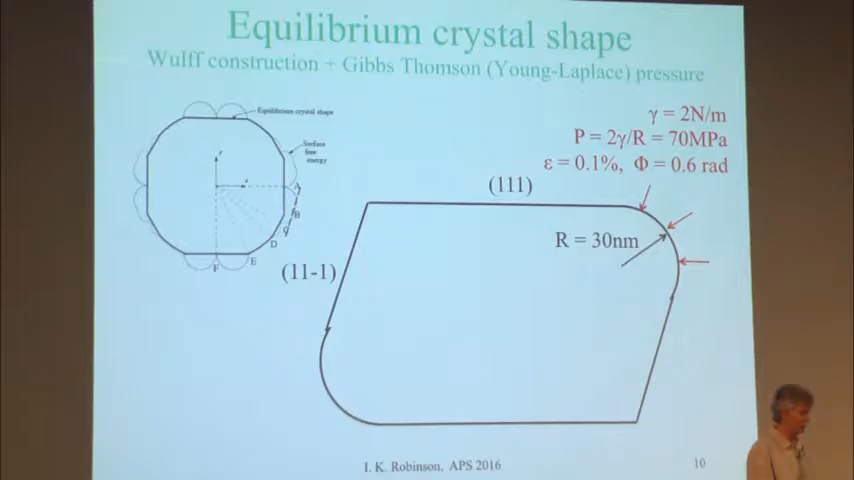 Equilibrium crystal shape
Wulff construction + Gibbs Thomson (Young-Laplace) pressure
γ = 2N/m
P = 2γ/R = 70MPa
ε = 0.1%, Φ = 0.6 rad
Equilibrium crystal shape
Surface
free
energy
A
B
C
D
E
F
(111)
R = 30nm
(11-1)
I. K. Robinson, APS 2016
10